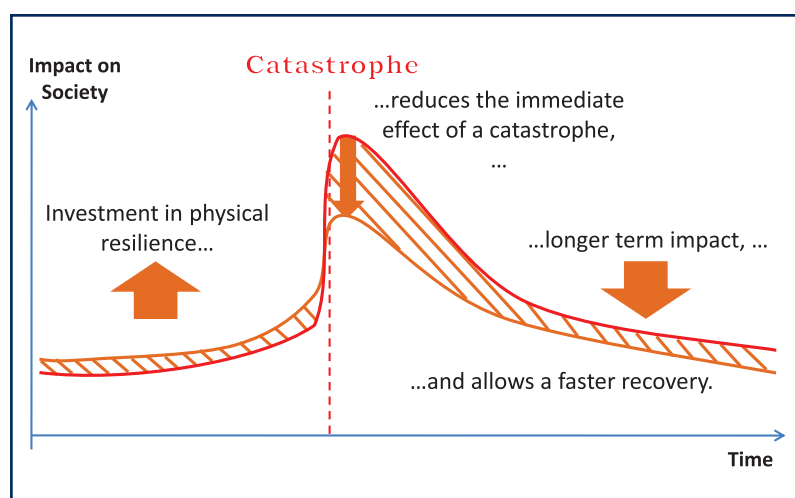 Impact on
Society
Catastrophe
…reduces the immediate
effect of a catastrophe,
…
Investment in physical
resilience…
…longer term impact, …
…and allows a faster recovery.
Time